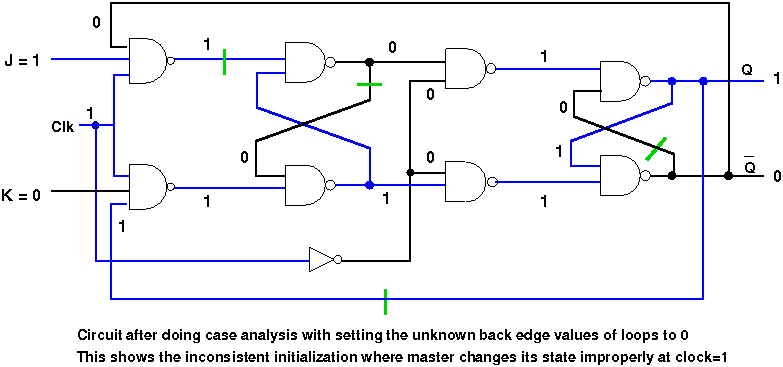 0
J = 1
1
0
1
Q
1
0
1
Clk
0
0
0
1
Q̅
0
K = 0
1
1
1
1
Circuit after doing case analysis with setting the unknown back edge values of loops to 0
This shows the inconsistent initialization where master changes its state improperly at clock=1